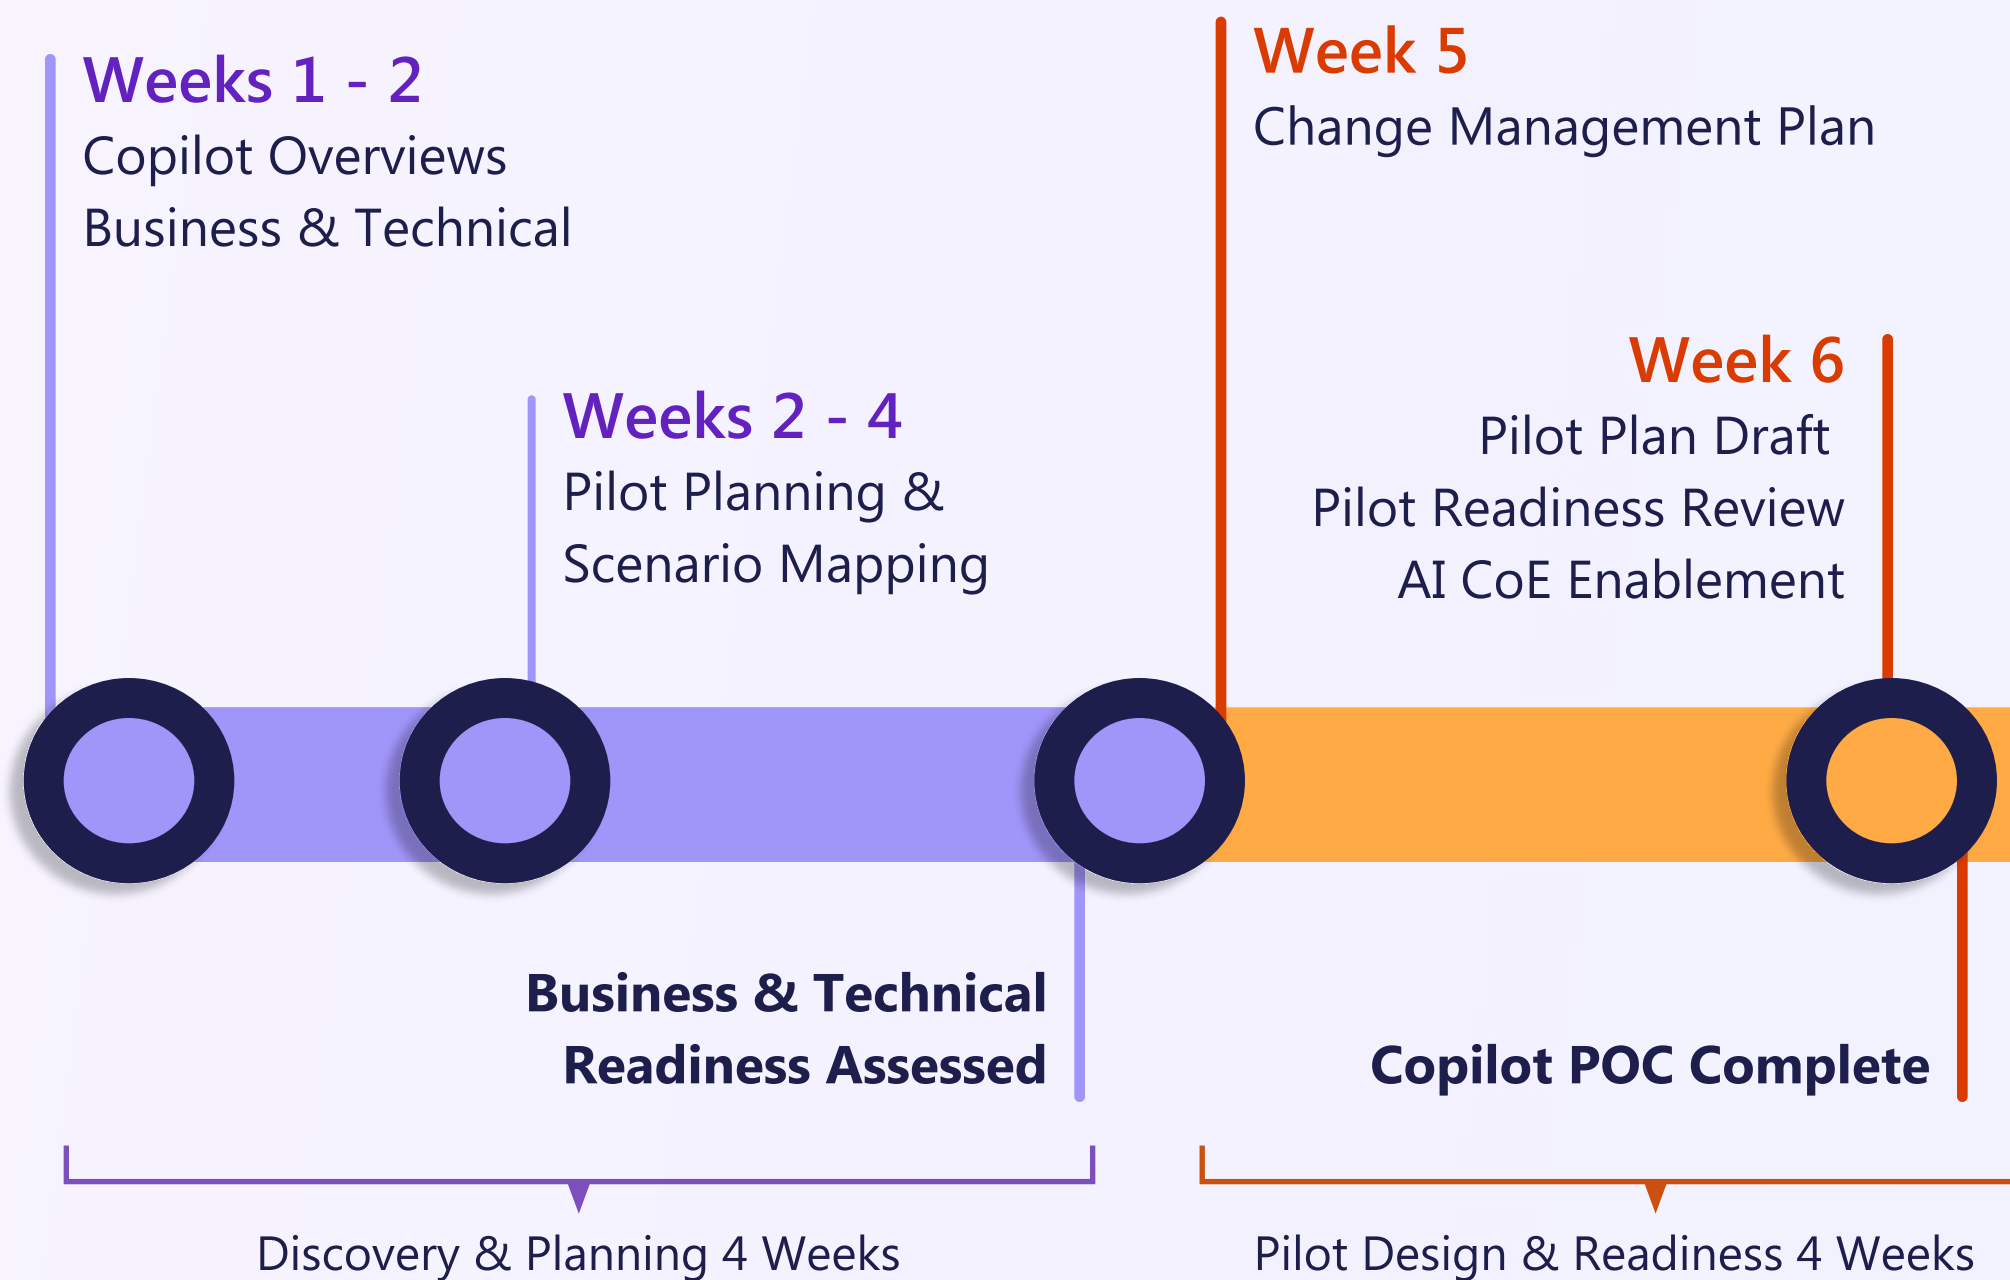 Weeks 1 - 2
Copilot Overviews
Business & Technical
Weeks 2 - 4
Pilot Planning &
Scenario Mapping
Week 5
Change Management Plan
Week 6
Pilot Plan Draft
Pilot Readiness Review
AI CoE Enablement
Business & Technical
Readiness Assessed
Copilot POC Complete
Discovery & Planning 4 Weeks
Pilot Design & Readiness 4 Weeks